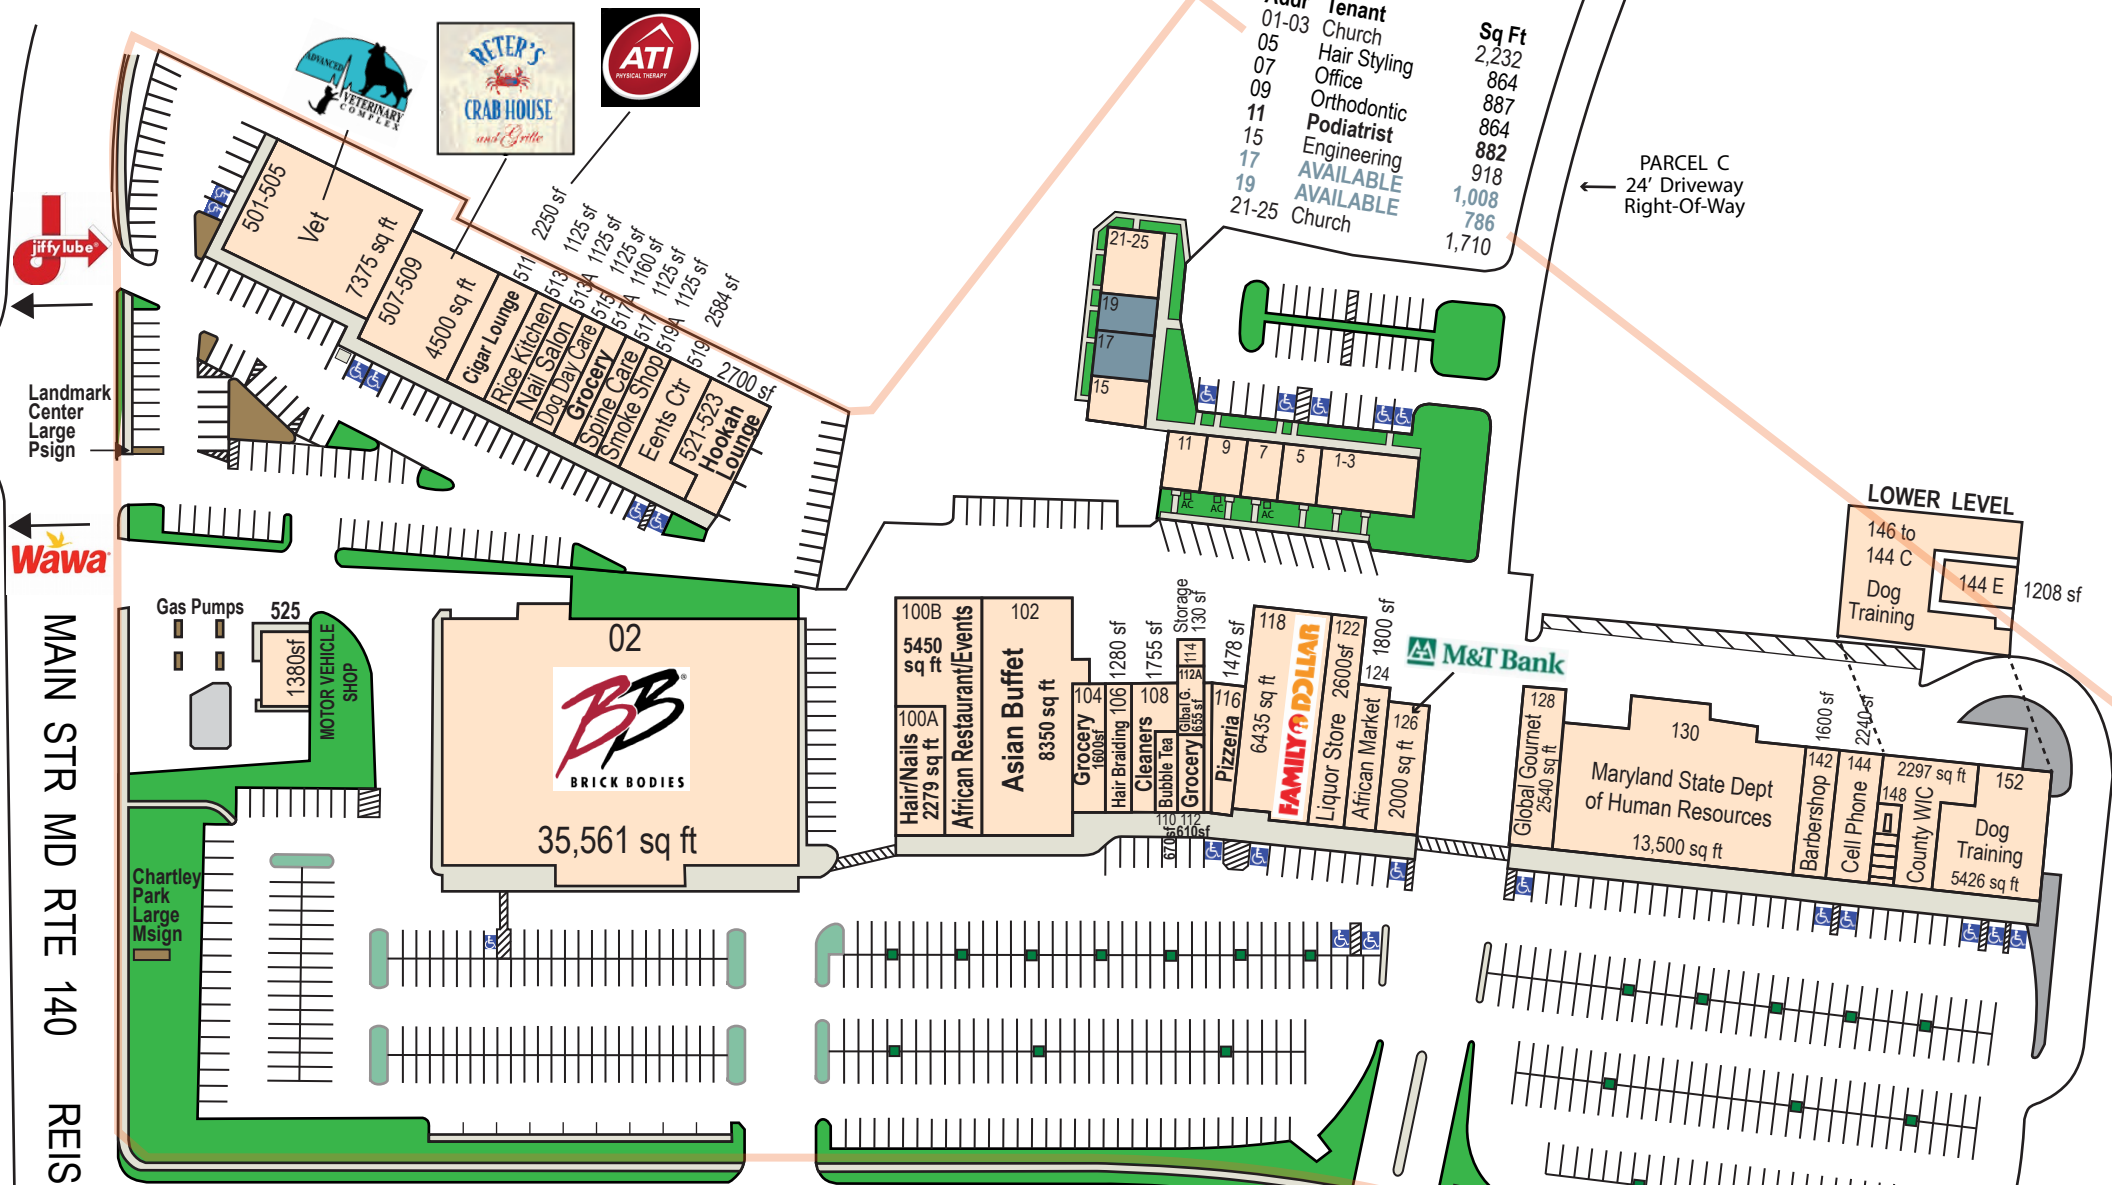 Addr Tenant Sq Ft
01-03 Church 2,232
05 Hair Styling 864
07 Office 887
09 Orthodontic 864
11 Podiatrist 882
15 Engineering 918
17 AVAILABLE 1,008
19 AVAILABLE 786
21-25 Church 1,710
ADVANCED
VETERINARY
COMPLEX
RETER'S
CRAB HOUSE
and Grille
ATI
PHYSICAL THERAPY
PARCEL C
24' Driveway
Right-Of-Way
jiffy lube
Landmark
Center
Large
Psign
Wawa
MAIN STR MD RTE 140 REIS
501-505
Vet
7375 sq ft
507-509
4500 sq ft
511
2250 sf
Cigar Lounge
513
1125 sf
Rice Kitchen
513A
1125 sf
Nail Salon
515
1125 sf
Dog Day Care
517A
1160 sf
Grocery
517
1125 sf
Spine Care
519A
1125 sf
Smoke Shop
519
2584 sf
Eents Ctr
2700 sf
521-523
Hookah
Lounge
21-25
19
17
15
11
9
7
5
1-3
AC
AC
AC
LOWER LEVEL
146 to
144 C
Dog
Training
144 E
1208 sf
Gas Pumps
525
1380sf
MOTOR VEHICLE
SHOP
02
BB
BRICK BODIES
35,561 sq ft
100B
5450
sq ft
African Restaurant/Events
100A
Hair/Nails
2279 sq ft
102
Asian Buffet
8350 sq ft
104
Grocery
1600sf
1280 sf
Hair Braiding 106
1755 sf
108
Cleaners
Bubble Tea
110
670sf
Storage
130 sf
114
112A
Glbal G.
655 sf
Grocery
112
610sf
1478 sf
116
Pizzeria
118
6435 sq ft
FAMILY DOLLAR
122
Liquor Store 2600sf
1800 sf
124
African Market
126
2000 sq ft
M&T Bank
128
Global Gournet
2540 sq ft
130
Maryland State Dept
of Human Resources
13,500 sq ft
1600 sf
142
Barbershop
2240 sf
144
Cell Phone
148
2297 sq ft
County WIC
152
Dog
Training
5426 sq ft
Chartley
Park
Large
Msign